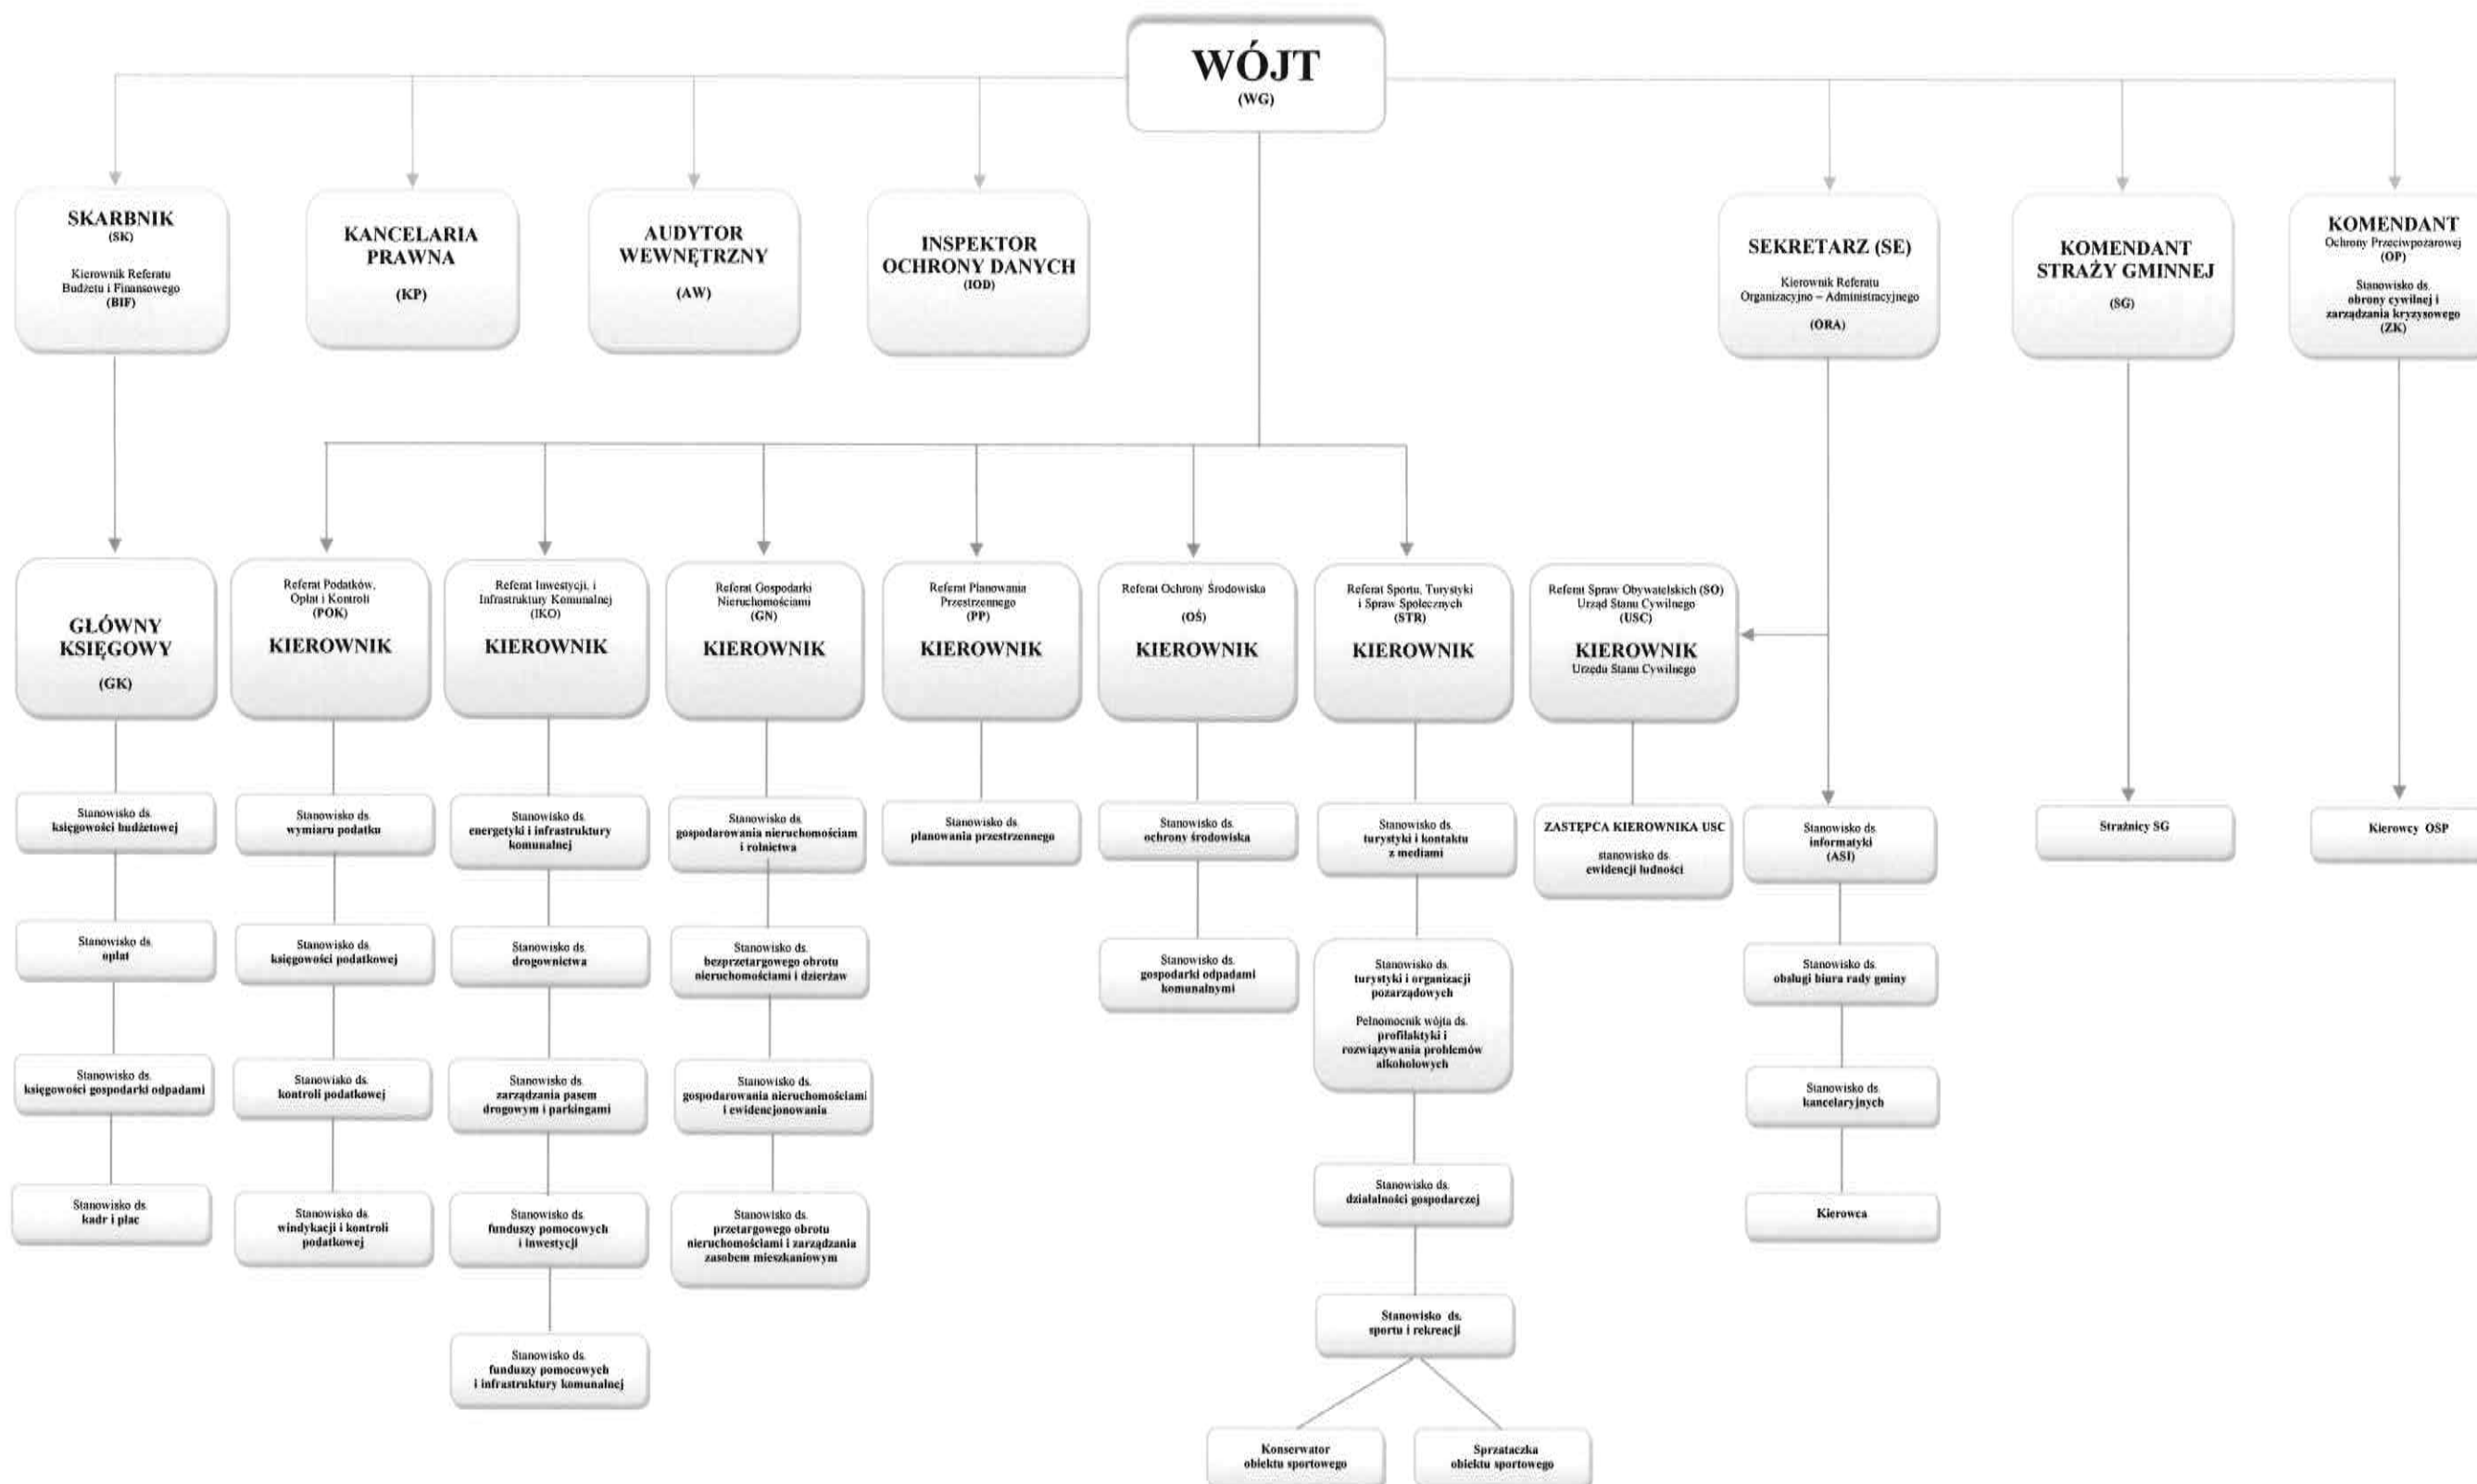 WÓJT
(WG)
SKARBNIK
(SK)
Kierownik Referatu
Budżetu i Finansowego
(BIF)
KANCELARIA
PRAWNA
(KP)
AUDYTOR
WEWNĘTRZNY
(AW)
INSPEKTOR
OCHRONY DANYCH
(IOD)
SEKRETARZ (SE)
Kierownik Referatu
Organizacyjno – Administracyjnego
(ORA)
KOMENDANT
STRAŻY GMINNEJ
(SG)
KOMENDANT
Ochrony Przeciwpożarowej
(OP)
Stanowisko ds.
obrony cywilnej i
zarządzania kryzysowego
(ZK)
GŁÓWNY
KSIĘGOWY
(GK)
Referat Podatków,
Opłat i Kontroli
(POK)
KIEROWNIK
Referat Inwestycji, i
Infrastruktury Komunalnej
(IKO)
KIEROWNIK
Referat Gospodarki
Nieruchomościami
(GN)
KIEROWNIK
Referat Planowania
Przestrzennego
(PP)
KIEROWNIK
Referat Ochrony Środowiska
(OŚ)
KIEROWNIK
Referat Sportu, Turystyki
i Spraw Społecznych
(STR)
KIEROWNIK
Referat Spraw Obywatelskich (SO)
Urząd Stanu Cywilnego
(USC)
KIEROWNIK
Urzędu Stanu Cywilnego
Stanowisko ds.
księgowości budżetowej
Stanowisko ds.
opłat
Stanowisko ds.
księgowości gospodarki odpadami
Stanowisko ds.
kadr i płac
Stanowisko ds.
wymiaru podatku
Stanowisko ds.
księgowości podatkowej
Stanowisko ds.
kontroli podatkowej
Stanowisko ds.
windykacji i kontroli
podatkowej
Stanowisko ds.
energetyki i infrastruktury
komunalnej
Stanowisko ds.
drogownictwa
Stanowisko ds.
zarządzania pasem
drogowym i parkingami
Stanowisko ds.
funduszy pomocowych
i inwestycji
Stanowisko ds.
funduszy pomocowych
i infrastruktury komunalnej
Stanowisko ds.
gospodarowania nieruchomościam
i rolnictwa
Stanowisko ds.
bezprzetargowego obrotu
nieruchomościami i dzierżaw
Stanowisko ds.
gospodarowania nieruchomościami
i ewidencjonowania
Stanowisko ds.
przetargowego obrotu
nieruchomościami i zarządzania
zasobem mieszkaniowym
Stanowisko ds.
planowania przestrzennego
Stanowisko ds.
ochrony środowiska
Stanowisko ds.
gospodarki odpadami
komunalnymi
Stanowisko ds.
turystyki i kontaktu
z mediami
Stanowisko ds.
turystyki i organizacji
pozarządowych
Pełnomocnik wójta ds.
profilaktyki i
rozwiązywania problemów
alkoholowych
Stanowisko ds.
działalności gospodarczej
Stanowisko ds.
sportu i rekreacji
Konserwator
obiektu sportowego
Sprzataczka
obiektu sportowego
ZASTĘPCA KIEROWNIKA USC
stanowisko ds.
ewidencji ludności
Stanowisko ds.
informatyki
(ASI)
Stanowisko ds.
obsługi biura rady gminy
Stanowisko ds.
kancelaryjnych
Kierowca
Strażnicy SG
Kierowcy OSP